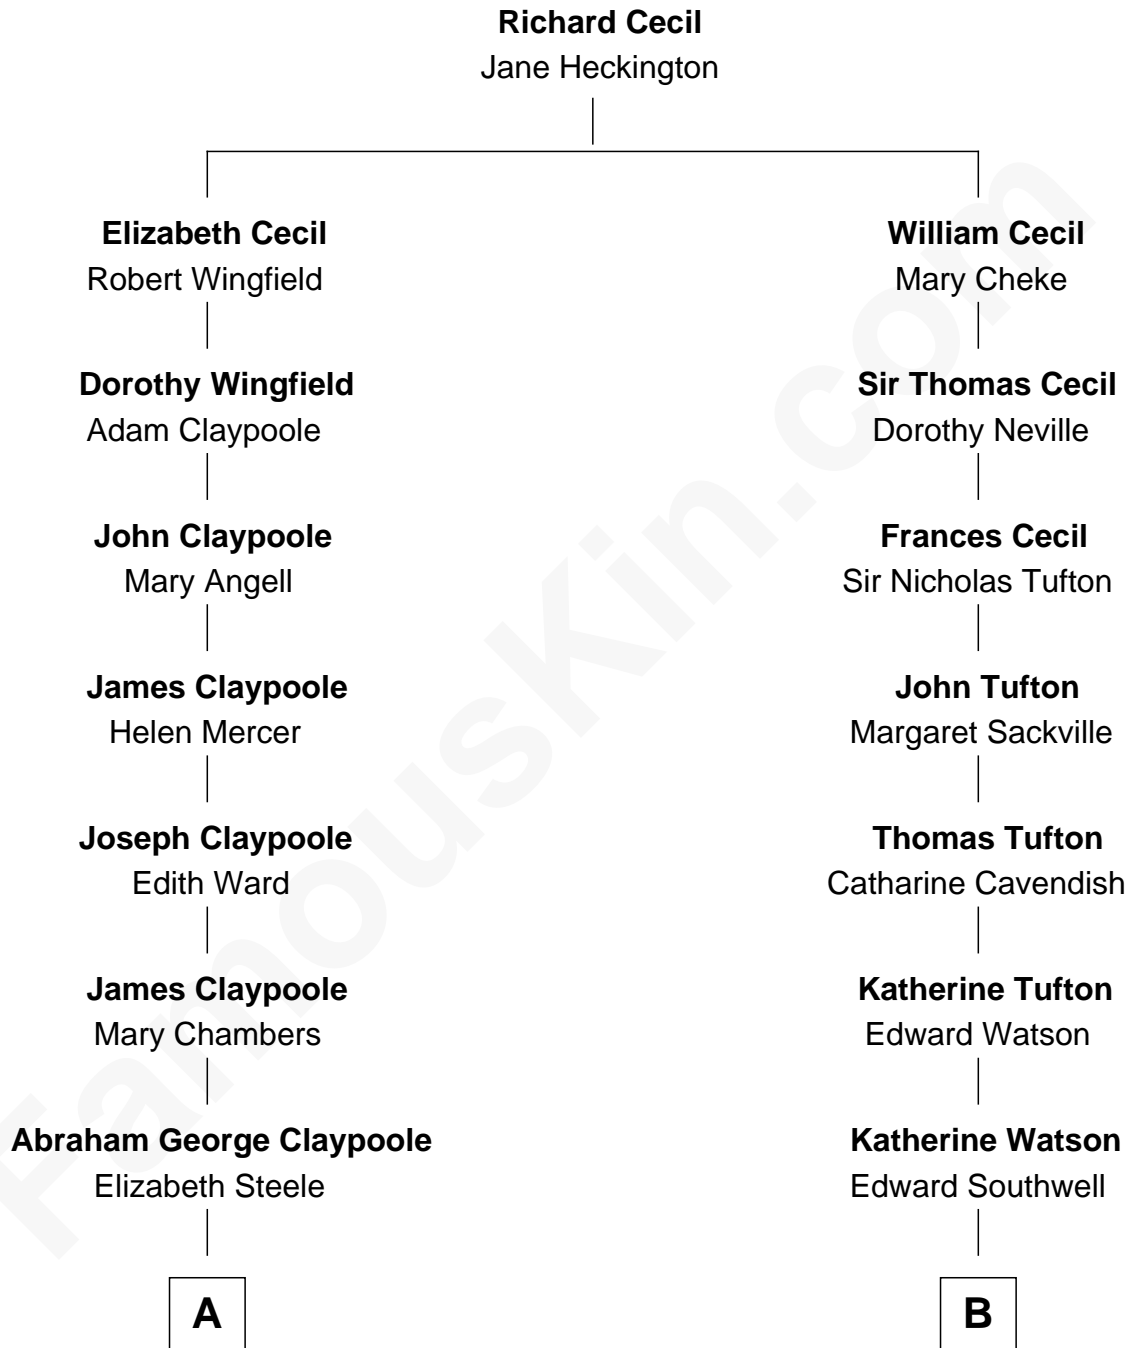 Richard Cecil
Jane Heckington
Elizabeth Cecil
Robert Wingfield
William Cecil
Mary Cheke
Dorothy Wingfield
Adam Claypoole
Sir Thomas Cecil
Dorothy Neville
John Claypoole
Mary Angell
Frances Cecil
Sir Nicholas Tufton
James Claypoole
Helen Mercer
John Tufton
Margaret Sackville
Joseph Claypoole
Edith Ward
Thomas Tufton
Catharine Cavendish
James Claypoole
Mary Chambers
Katherine Tufton
Edward Watson
Abraham George Claypoole
Elizabeth Steele
Katherine Watson
Edward Southwell
A
B
FamousKin.com